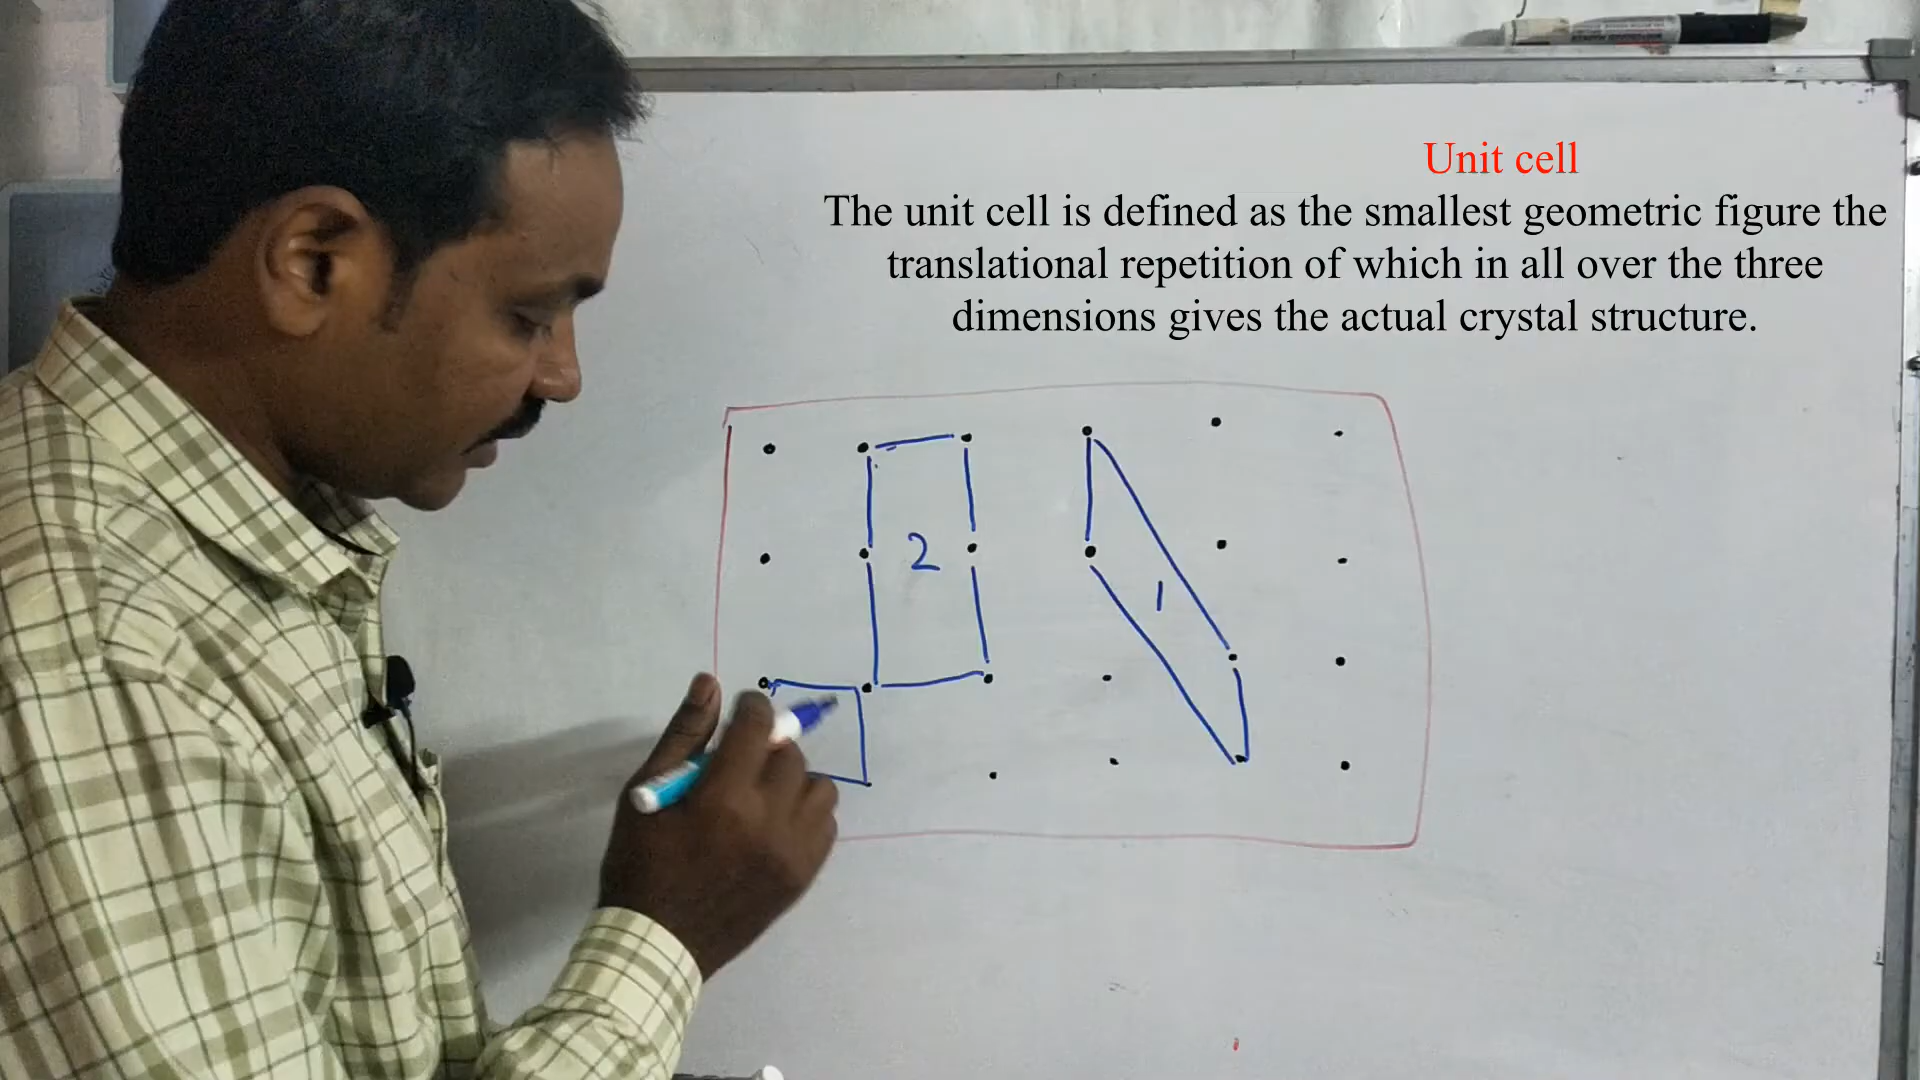 Unit cell
The unit cell is defined as the smallest geometric figure the
translational repetition of which in all over the three
dimensions gives the actual crystal structure.
2
1